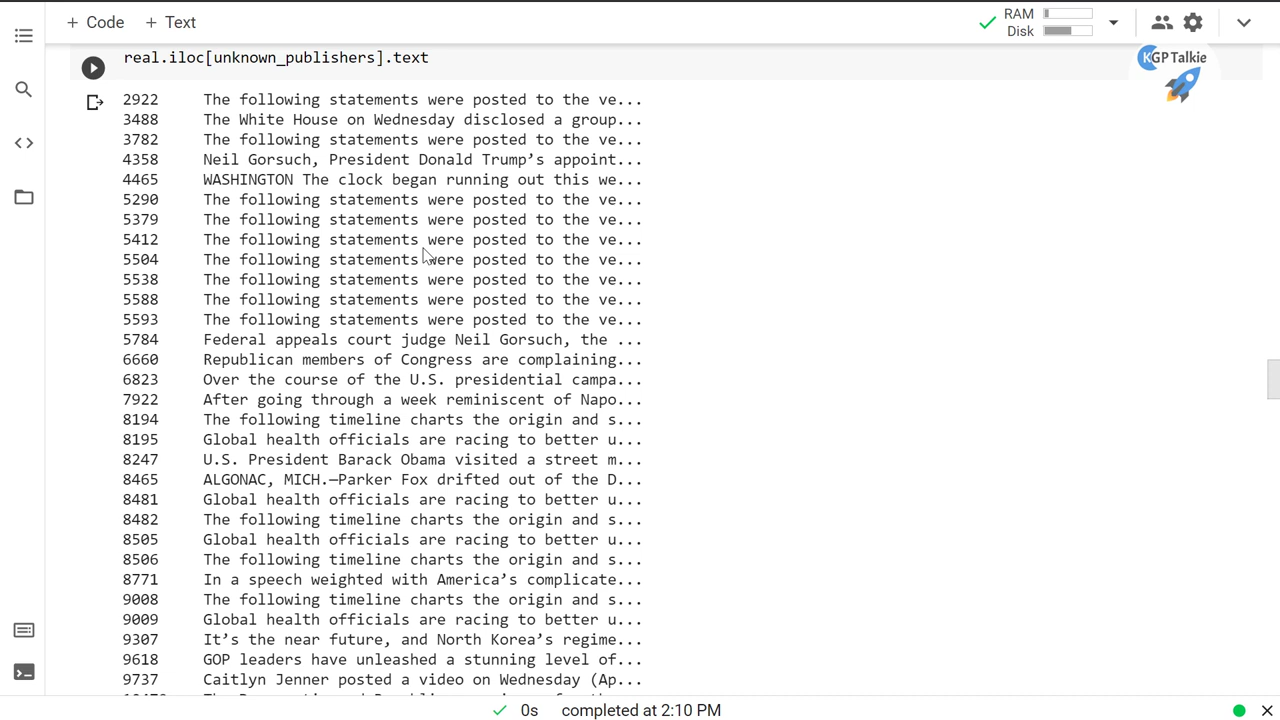 + Code + Text
RAM
Disk
KGP Talkie
real.iloc[unknown_publishers].text
2922 The following statements were posted to the ve...
3488 The White House on Wednesday disclosed a group...
3782 The following statements were posted to the ve...
4358 Neil Gorsuch, President Donald Trump’s appoint...
4465 WASHINGTON The clock began running out this we...
5290 The following statements were posted to the ve...
5379 The following statements were posted to the ve...
5412 The following statements were posted to the ve...
5504 The following statements were posted to the ve...
5538 The following statements were posted to the ve...
5588 The following statements were posted to the ve...
5593 The following statements were posted to the ve...
5784 Federal appeals court judge Neil Gorsuch, the ...
6660 Republican members of Congress are complaining...
6823 Over the course of the U.S. presidential campa...
7922 After going through a week reminiscent of Napo...
8194 The following timeline charts the origin and s...
8195 Global health officials are racing to better u...
8247 U.S. President Barack Obama visited a street m...
8465 ALGONAC, MICH.—Parker Fox drifted out of the D...
8481 Global health officials are racing to better u...
8482 The following timeline charts the origin and s...
8505 Global health officials are racing to better u...
8506 The following timeline charts the origin and s...
8771 In a speech weighted with America’s complicate...
9008 The following timeline charts the origin and s...
9009 Global health officials are racing to better u...
9307 It’s the near future, and North Korea’s regime...
9618 GOP leaders have unleashed a stunning level of...
9737 Caitlyn Jenner posted a video on Wednesday (Ap...
0s completed at 2:10 PM